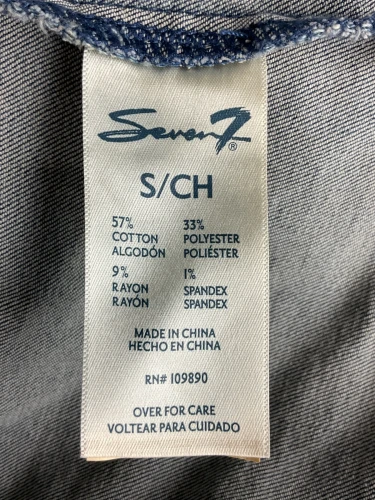 Seven7®
S/CH
57% 33%
COTTON POLYESTER
ALGODÓN POLIÉSTER
9% 1%
RAYON SPANDEX
RAYÓN SPANDEX
MADE IN CHINA
HECHO EN CHINA
RN# 109890
OVER FOR CARE
VOLTEAR PARA CUIDADO